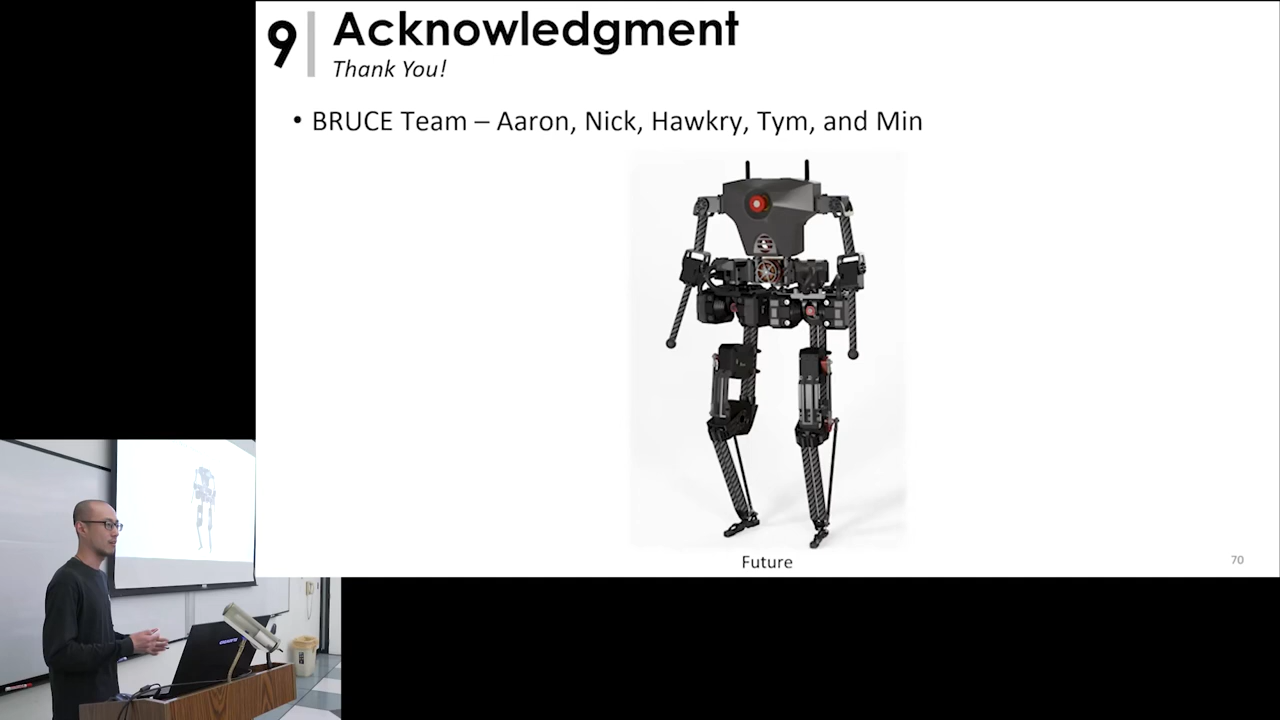 9
Acknowledgment
Thank You!
• BRUCE Team – Aaron, Nick, Hawkry, Tym, and Min
Future
70